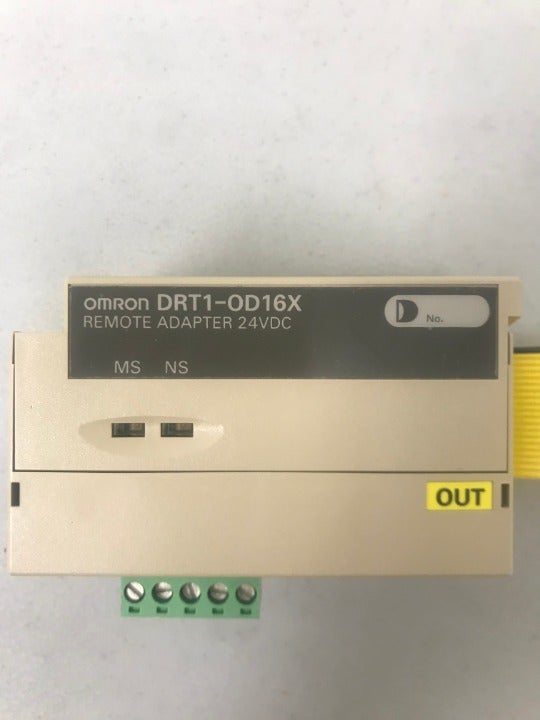 OMRON DRT1-OD16X
REMOTE ADAPTER 24VDC
D No.
MS NS
OUT